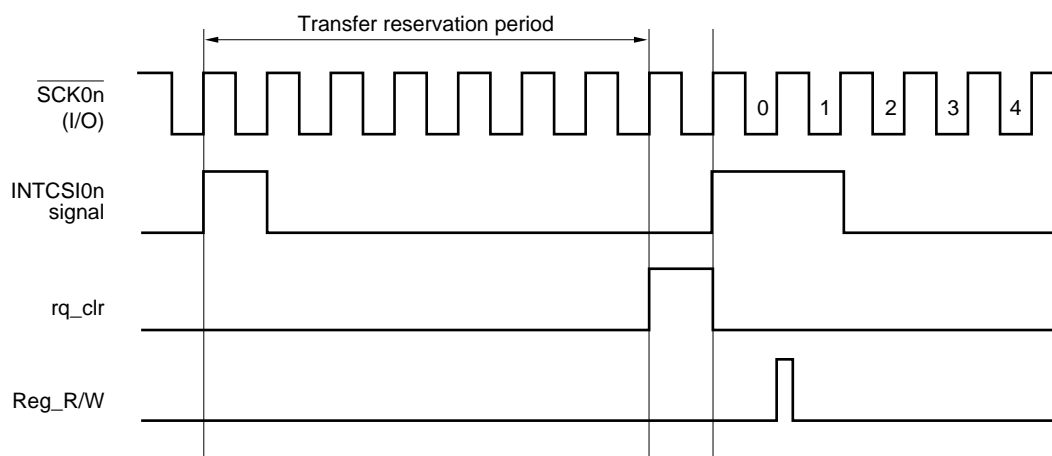 Transfer reservation period
SCK0n
(I/O)
0 1 2 3 4
INTCSI0n
signal
rq_clr
Reg_R/W